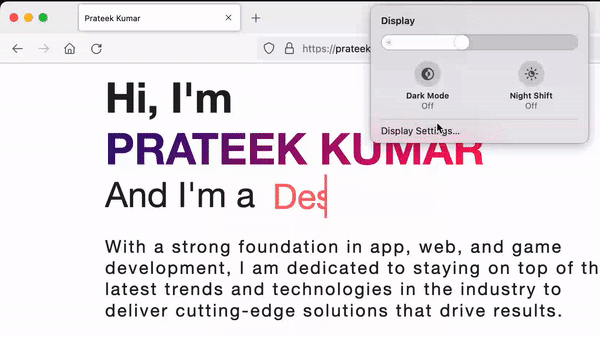 Prateek Kumar
https://prateek
Display
Dark Mode
Off
Night Shift
Off
Display Settings...
Hi, I'm
PRATEEK KUMAR
And I'm a Des
With a strong foundation in app, web, and game
development, I am dedicated to staying on top of th
latest trends and technologies in the industry to
deliver cutting-edge solutions that drive results.